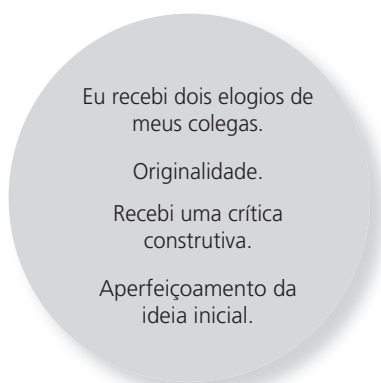 Eu recebi dois elogios de
meus colegas.
Originalidade.
Recebi uma crítica
construtiva.
Aperfeiçoamento da
ideia inicial.